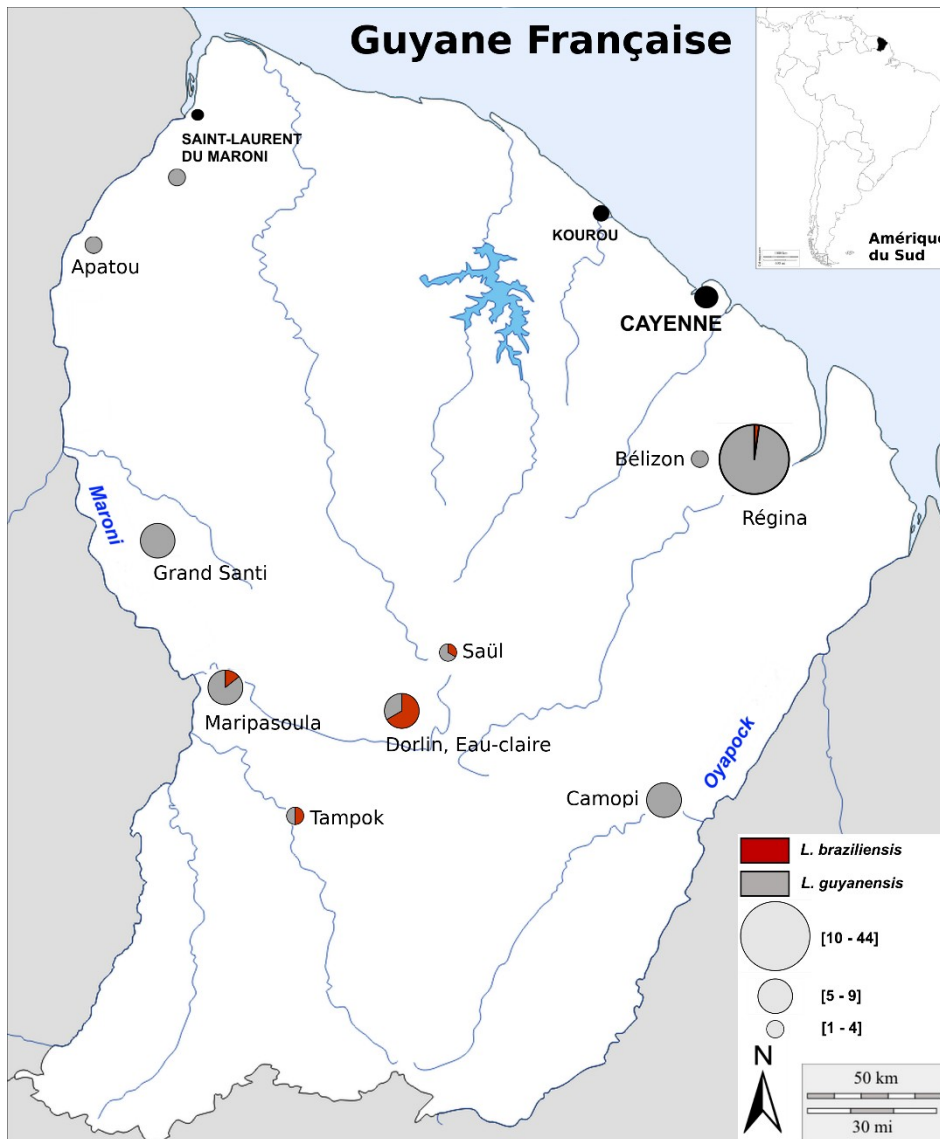 Guyane Française
Amérique
du Sud
SAINT-LAURENT
DU MARONI
KOUROU
Apatou
CAYENNE
Bélizon
Régina
Maroni
Grand Santi
Saül
Maripasoula
Dorlin, Eau-claire
Oyapock
Camopi
Tampok
L. braziliensis
L. guyanensis
[10 - 44]
[5 - 9]
[1 - 4]
N
50 km
30 mi